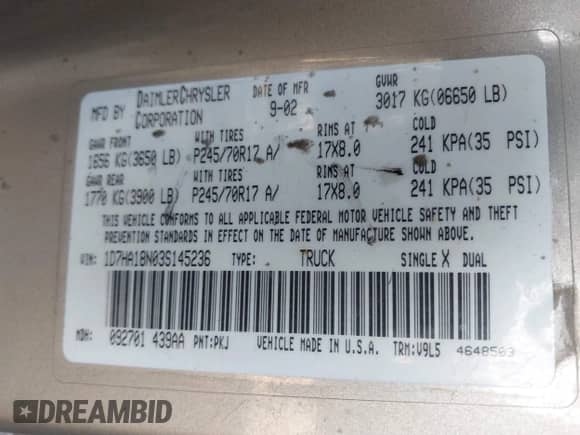 MFD BY DAIMLERCHRYSLER CORPORATION DATE OF MFR 9-02 GVWR 3017 KG(06650 LB)
GAWR FRONT WITH TIRES RIMS AT COLD
1656 KG(3650 LB) P245/70R17 A/ 17X8.0 241 KPA(35 PSI)
GAWR REAR WITH TIRES RIMS AT COLD
1770 KG(3900 LB) P245/70R17 A/ 17X8.0 241 KPA(35 PSI)
THIS VEHICLE CONFORMS TO ALL APPLICABLE FEDERAL MOTOR VEHICLE SAFETY AND THEFT
PREVENTION STANDARDS IN EFFECT ON THE DATE OF MANUFACTURE SHOWN ABOVE.
VIN: 1D7HA18N03S145236 TYPE: TRUCK SINGLE X DUAL
MDH: 092701 439AA PNT:PKJ VEHICLE MADE IN U.S.A. TRM:V9L5 4648503
DREAMBID